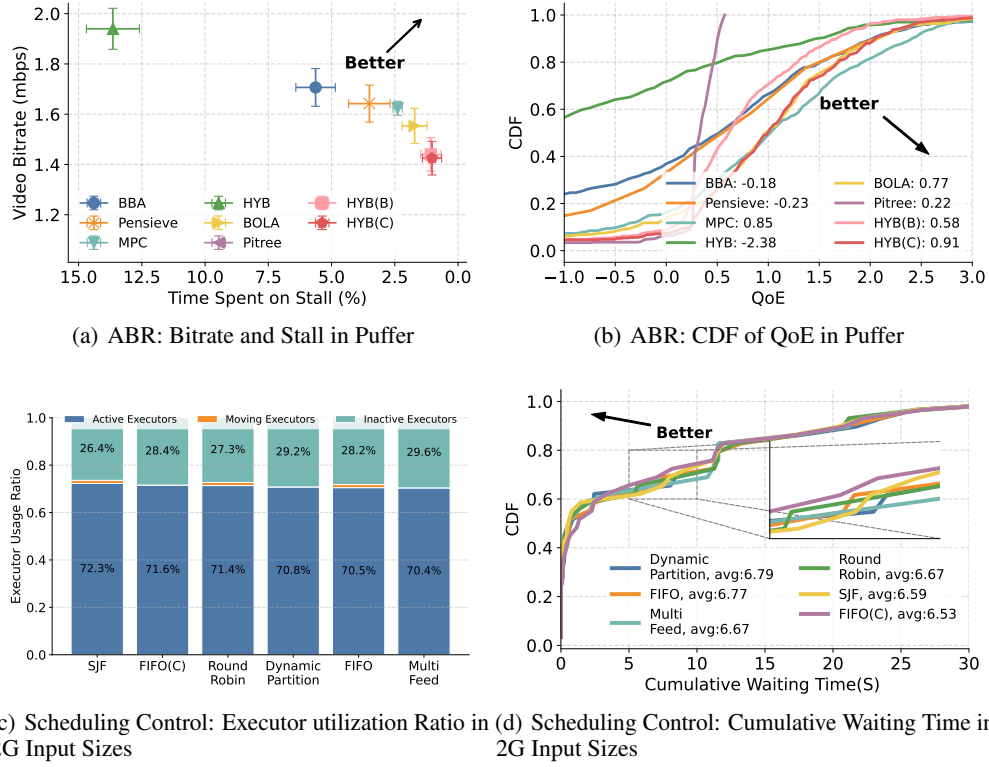 Video Bitrate (mbps)
2.0
1.8
1.6
1.4
1.2
Better
BBA
Pensieve
MPC
HYB
BOLA
Pitree
HYB(B)
HYB(C)
15.0
12.5
10.0
7.5
5.0
2.5
0.0
Time Spent on Stall (%)
(a) ABR: Bitrate and Stall in Puffer
CDF
1.0
0.8
0.6
0.4
0.2
0.0
better
BBA: -0.18
Pensieve: -0.23
MPC: 0.85
HYB: -2.38
BOLA: 0.77
Pitree: 0.22
HYB(B): 0.58
HYB(C): 0.91
−1.0
−0.5
0.0
0.5
1.0
1.5
2.0
2.5
3.0
QoE
(b) ABR: CDF of QoE in Puffer
Executor Usage Ratio
1.0
0.8
0.6
0.4
0.2
0.0
Active Executors
Moving Executors
Inactive Executors
26.4%
28.4%
27.3%
29.2%
28.2%
29.6%
72.3%
71.6%
71.4%
70.8%
70.5%
70.4%
SJF
FIFO(C)
Round
Robin
Dynamic
Partition
FIFO
Multi
Feed
c) Scheduling Control: Executor utilization Ratio in
2G Input Sizes
CDF
1.0
0.8
0.6
0.4
0.2
0.0
Better
Dynamic
Partition, avg:6.79
FIFO, avg:6.77
Multi
Feed, avg:6.67
Round
Robin, avg:6.67
SJF, avg:6.59
FIFO(C), avg:6.53
0
5
10
15
20
25
30
Cumulative Waiting Time(S)
(d) Scheduling Control: Cumulative Waiting Time in
2G Input Sizes